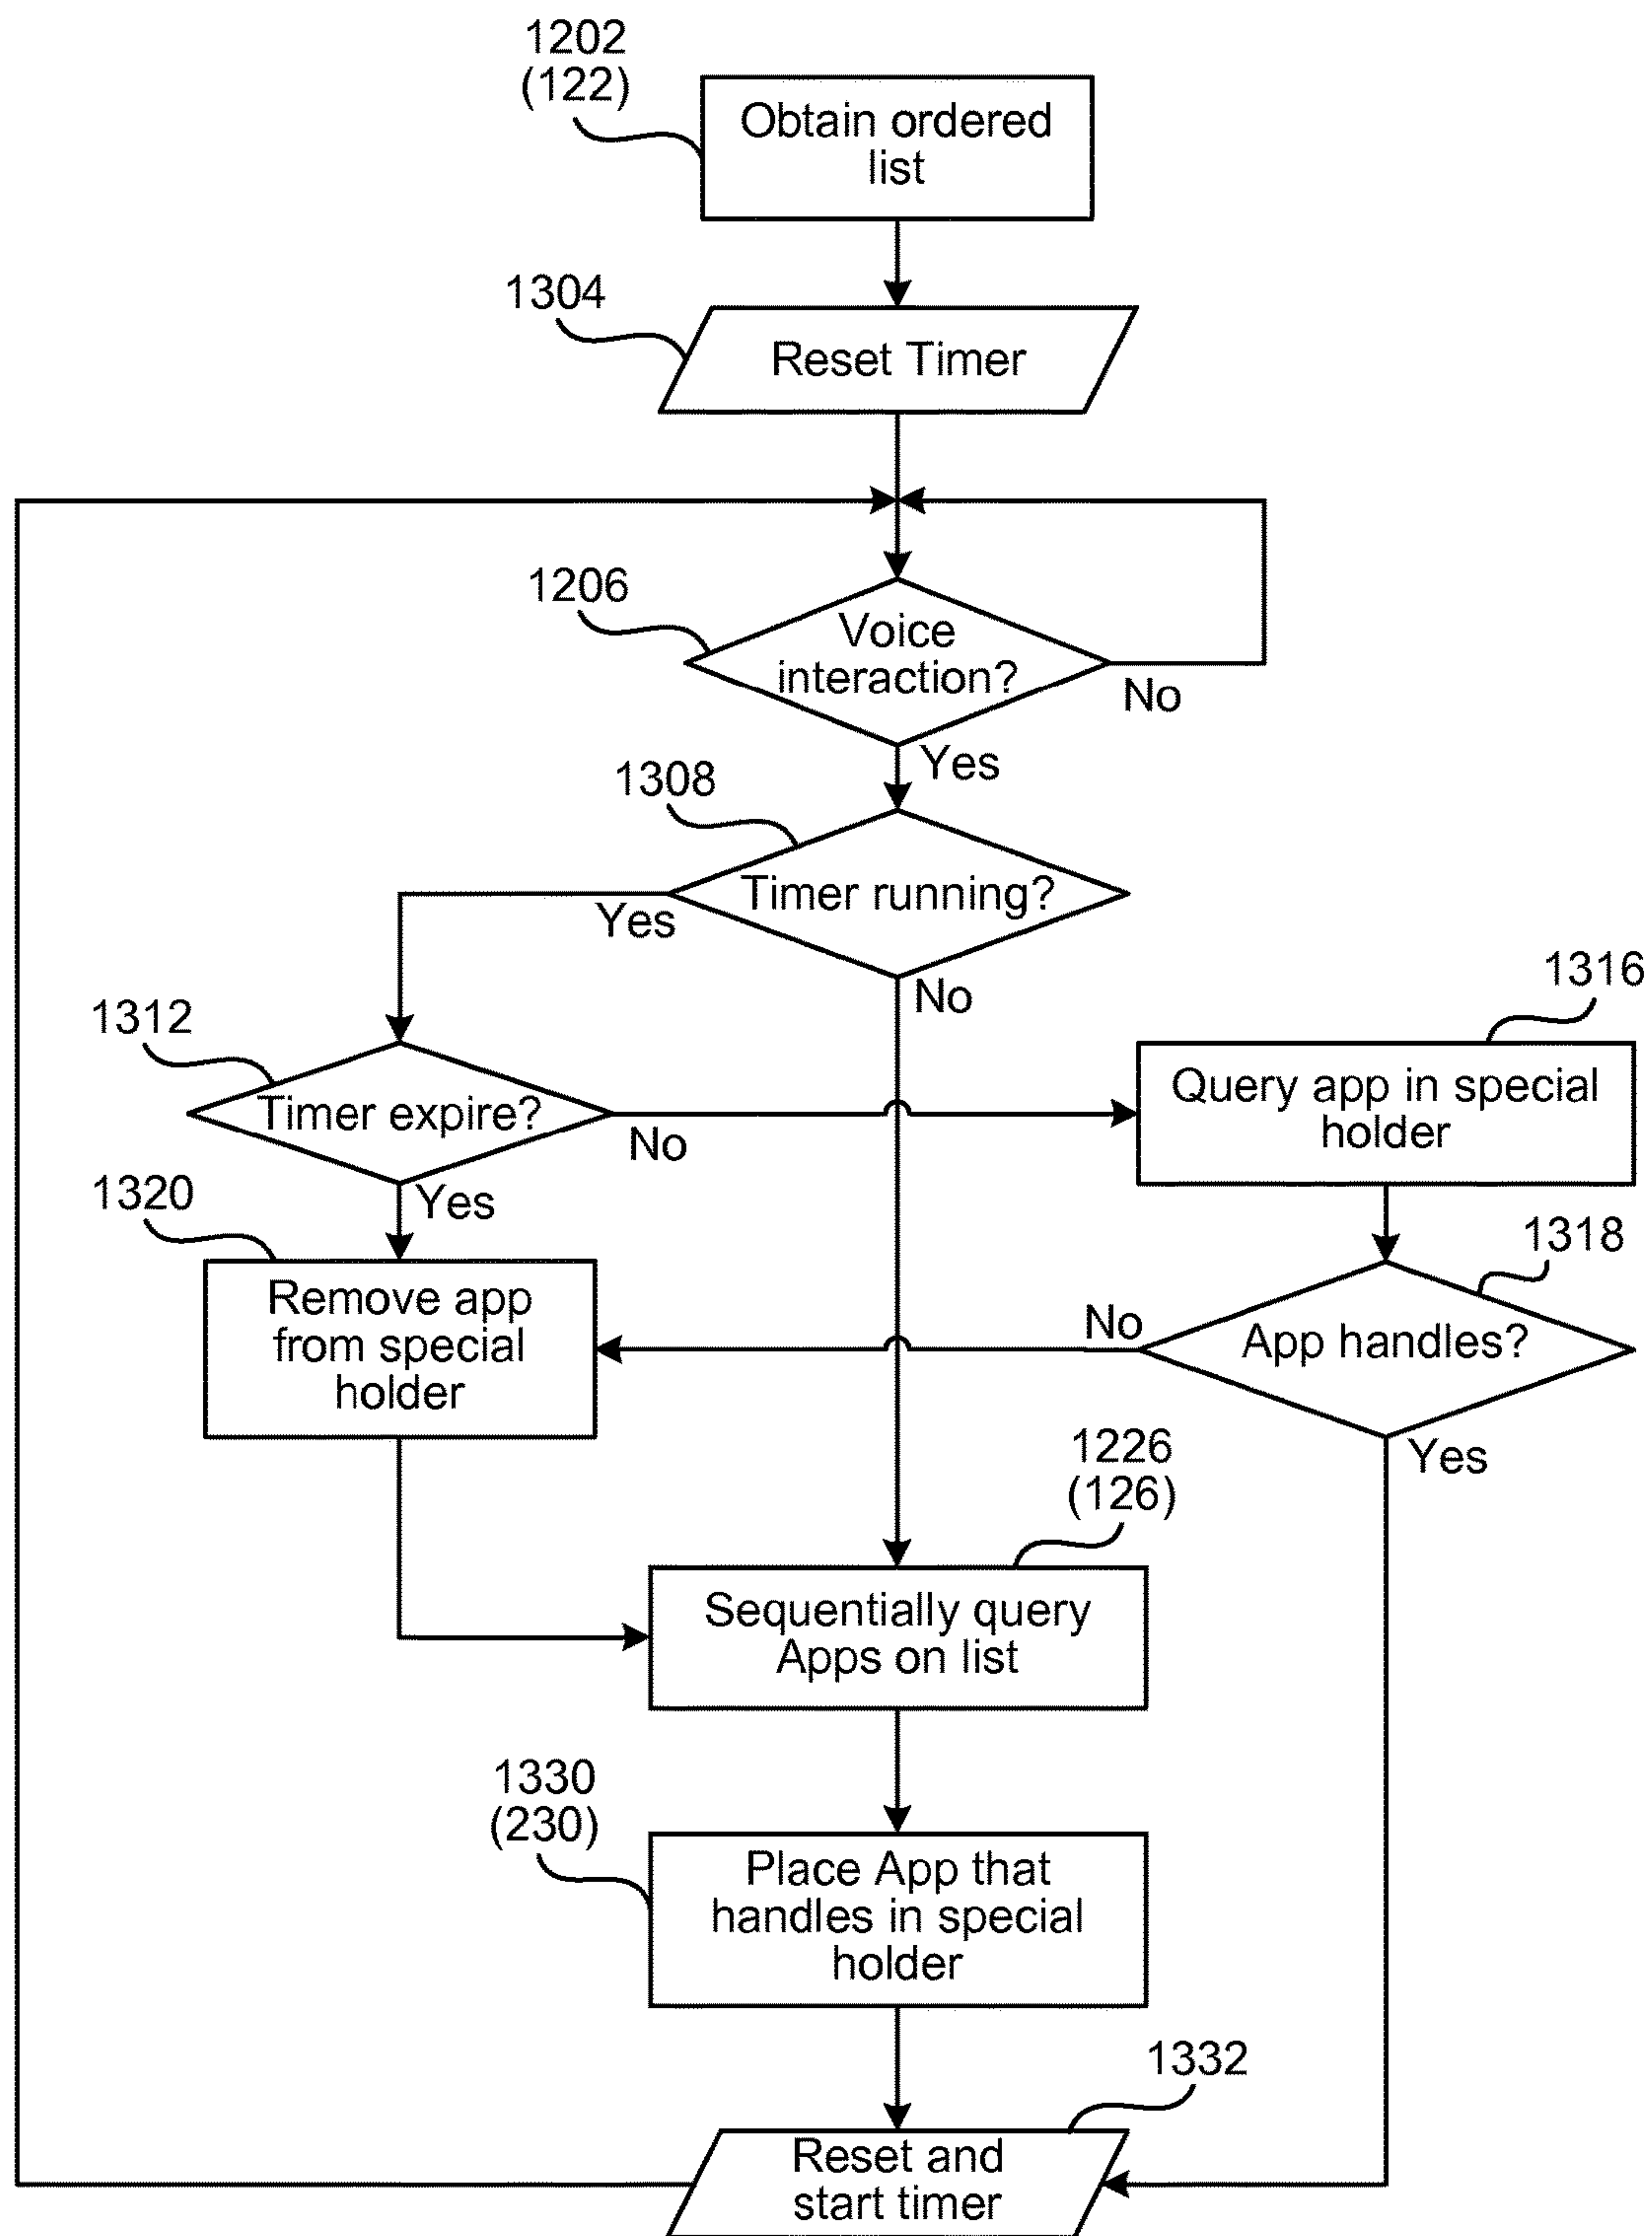 1202
(122)
Obtain ordered
list
1304
Reset Timer
1206
Voice
interaction?
No
Yes
1308
Timer running?
Yes
No
1312
Timer expire?
No
Yes
1316
Query app in special
holder
1320
Remove app
from special
holder
1318
App handles?
No
Yes
1226
(126)
Sequentially query
Apps on list
1330
(230)
Place App that
handles in special
holder
1332
Reset and
start timer